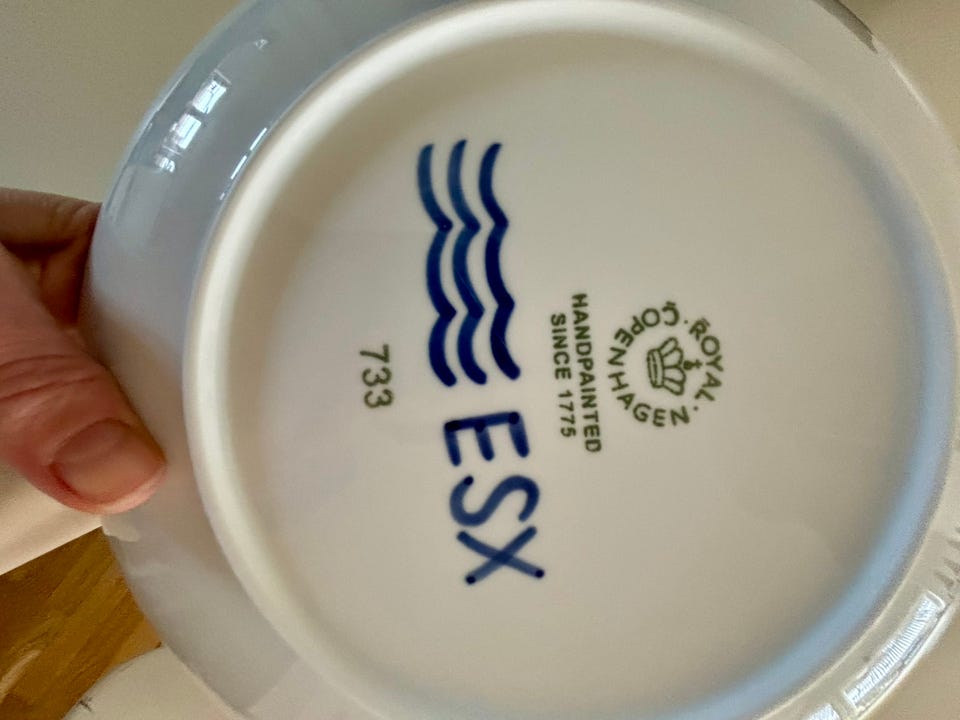 ROYAL COPENHAGEN
HANDPAINTED
SINCE 1775
ESX
733